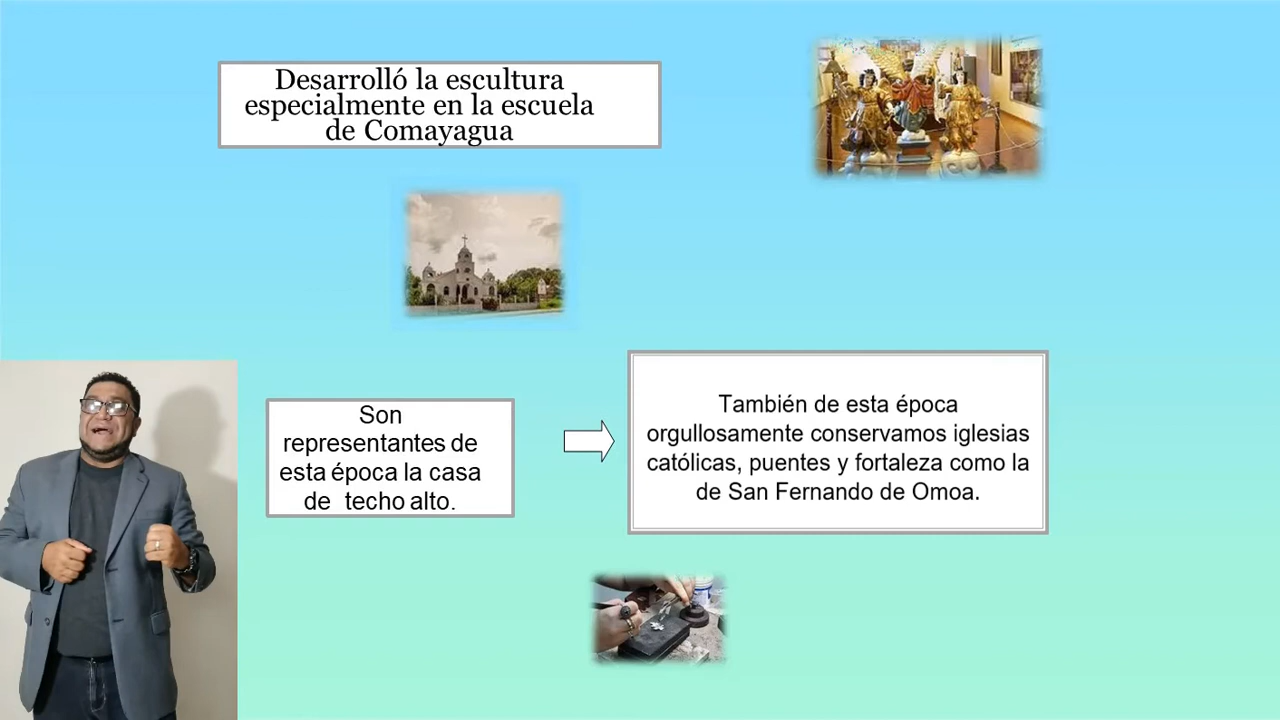 Desarrolló la escultura
especialmente en la escuela
de Comayagua
Son
representantes de
esta época la casa
de techo alto.
También de esta época
orgullosamente conservamos iglesias
católicas, puentes y fortaleza como la
de San Fernando de Omoa.